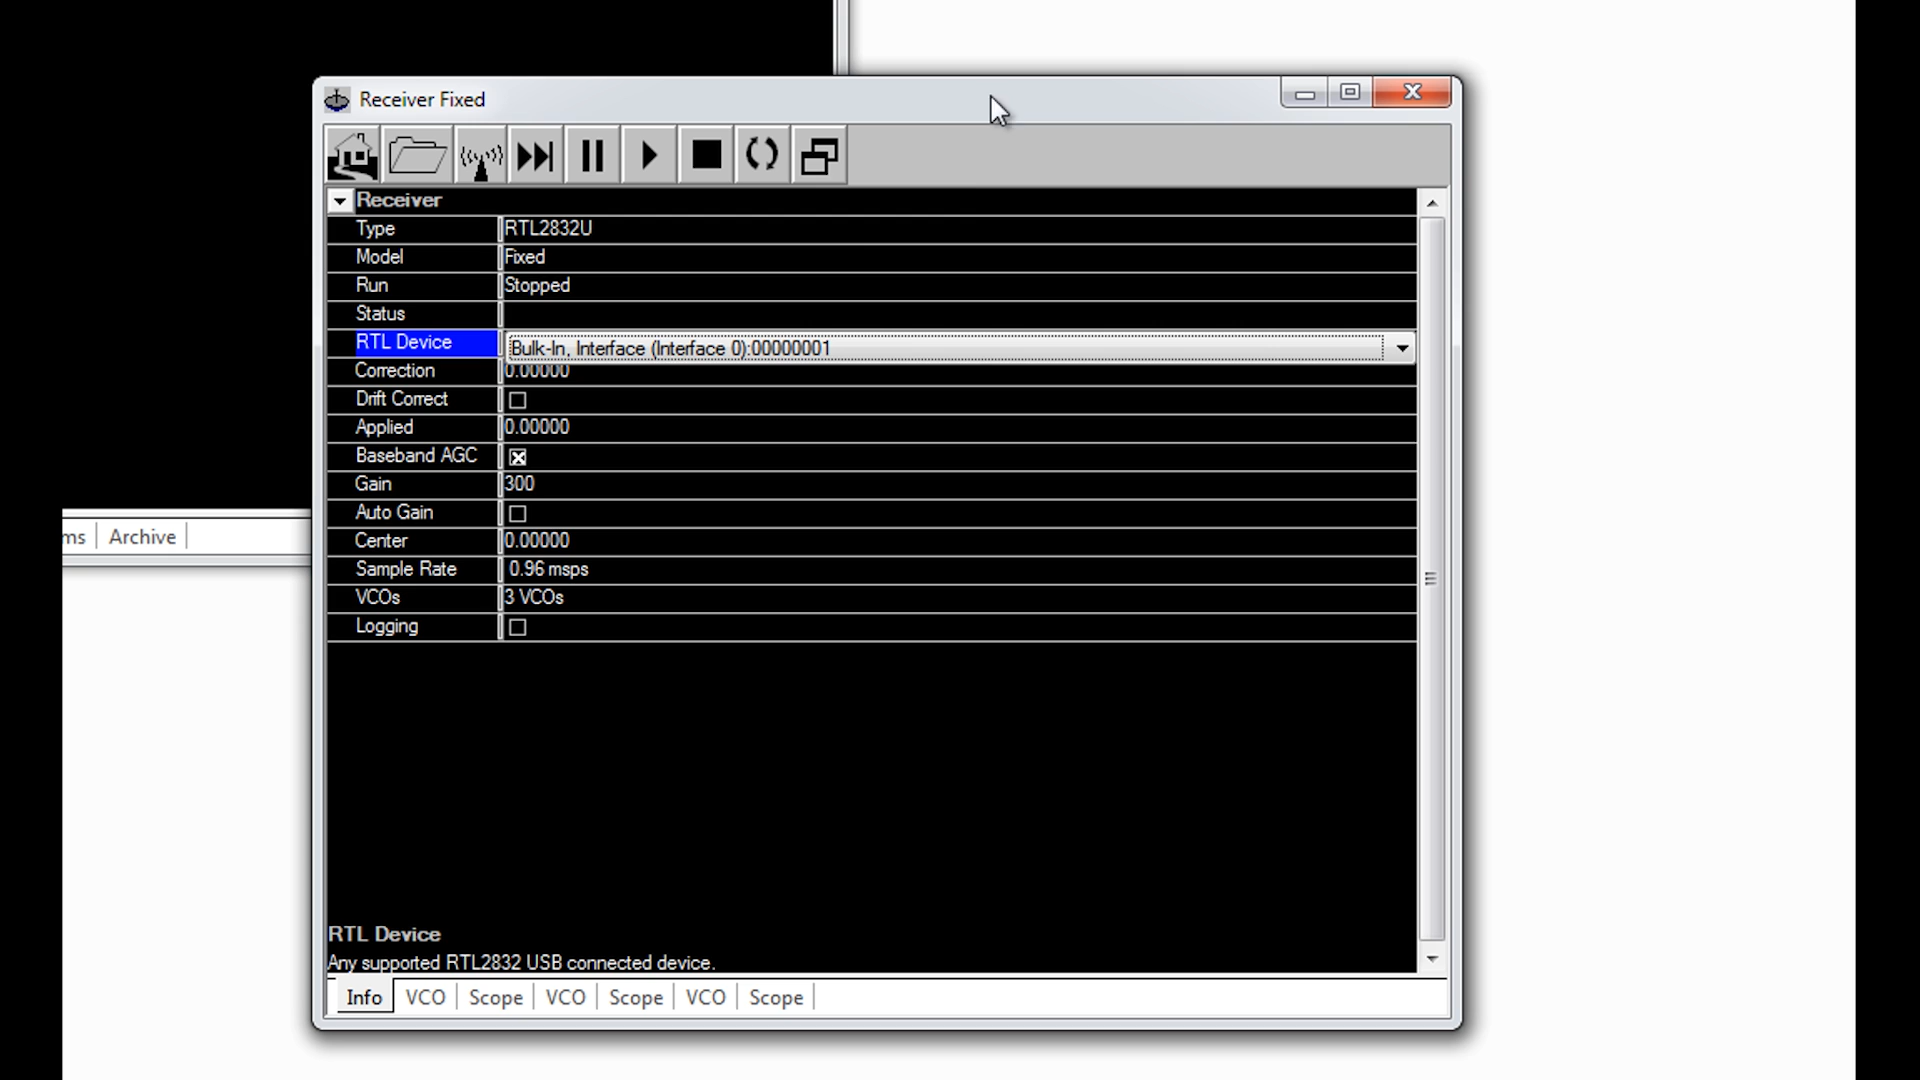 Receiver Fixed
Receiver
Type RTL2832U
Model Fixed
Run Stopped
Status
RTL Device Bulk-In, Interface (Interface 0):00000001
Correction 0.00000
Drift Correct
Applied 0.00000
Baseband AGC
Gain 300
Auto Gain
Center 0.00000
Sample Rate 0.96 msps
VCOs 3 VCOs
Logging
ms Archive
RTL Device
Any supported RTL2832 USB connected device.
Info VCO Scope VCO Scope VCO Scope